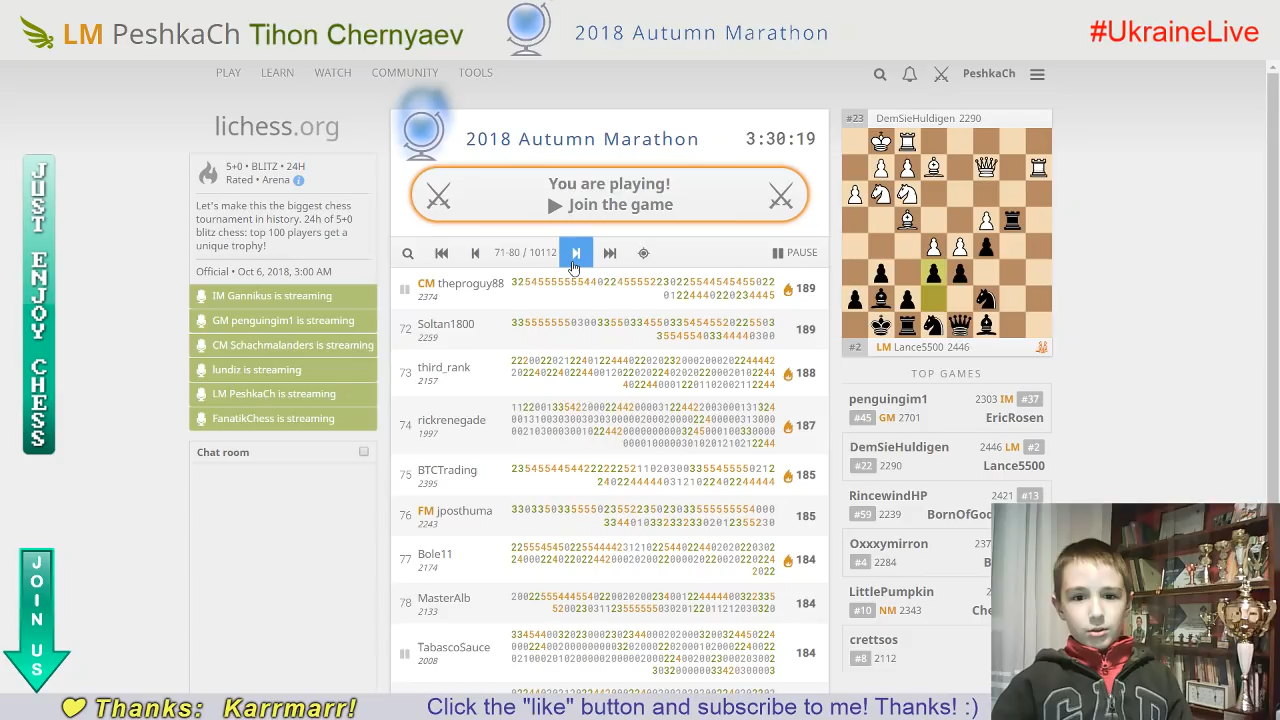 LM PeshkaCh Tihon Chernyaev
2018 Autumn Marathon
#UkraineLive
PLAY LEARN WATCH COMMUNITY TOOLS
PeshkaCh
lichess.org
5+0 • BLITZ • 24H
Rated • Arena
Let's make this the biggest chess
tournament in history. 24h of 5+0
blitz chess: top 100 players get a
unique trophy!
Official • Oct 6, 2018, 3:00 AM
IM Gannikus is streaming
GM penguingim1 is streaming
CM Schachmalanders is streaming
lundiz is streaming
LM PeshkaCh is streaming
FanatikChess is streaming
Chat room
JUST ENJOY CHESS
JOIN US
2018 Autumn Marathon 3:30:19
You are playing!
Join the game
71-80 / 10112 PAUSE
CM theproguy88 189
2374
72 Soltan1800 189
2259
73 third_rank 188
2157
74 rickrenegade 187
1997
75 BTCTrading 185
2395
76 FM jposthuma 185
2243
77 Bole11 184
2174
78 MasterAlb 184
2133
TabascoSauce 184
2008
#23 DemSieHuldigen 2290
#2 LM Lance5500 2446
TOP GAMES
penguingim1 2303 IM #37
#45 GM 2701 EricRosen
DemSieHuldigen 2446 LM #2
#22 2290 Lance5500
RincewindHP 2421 #13
#59 2239 BornOfGod
Oxxxymirron 237
#4 2284
LittlePumpkin
#10 NM 2343 Che
crettsos
#8 2112
GAP
Thanks: Karrmarr!
Click the "like" button and subscribe to me! Thanks! :)